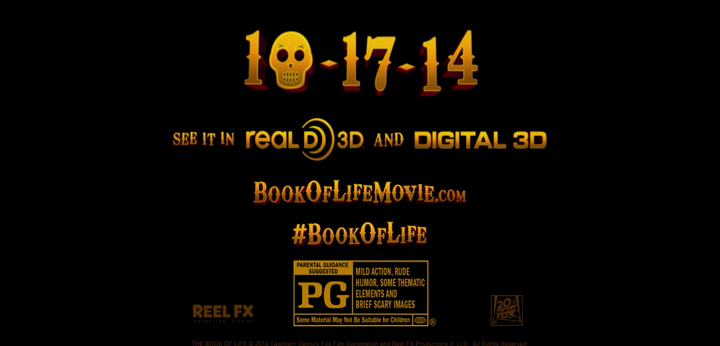 10-17-14
SEE IT IN REAL D 3D AND DIGITAL 3D
BOOKOFLIFEMOVIE.COM
#BOOKOFLIFE
PARENTAL GUIDANCE SUGGESTED
PG
MILD ACTION, RUDE
HUMOR, SOME THEMATIC
ELEMENTS AND
BRIEF SCARY IMAGES
Some Material May Not Be Suitable for Children
®
REEL FX
ANIMATION STUDIOS
20TH CENTURY FOX
THE BOOK OF LIFE © 2014 Twentieth Century Fox Film Corporation and Reel FX Productions II, LLC. All Rights Reserved.